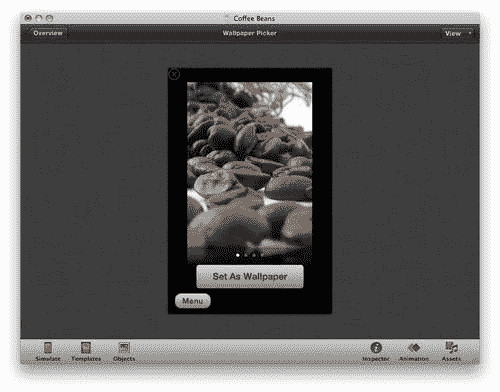 Coffee Beans
Overview
Wallpaper Picker
View
Set As Wallpaper
Menu
Simulate
Templates
Objects
Inspector
Animation
Assets